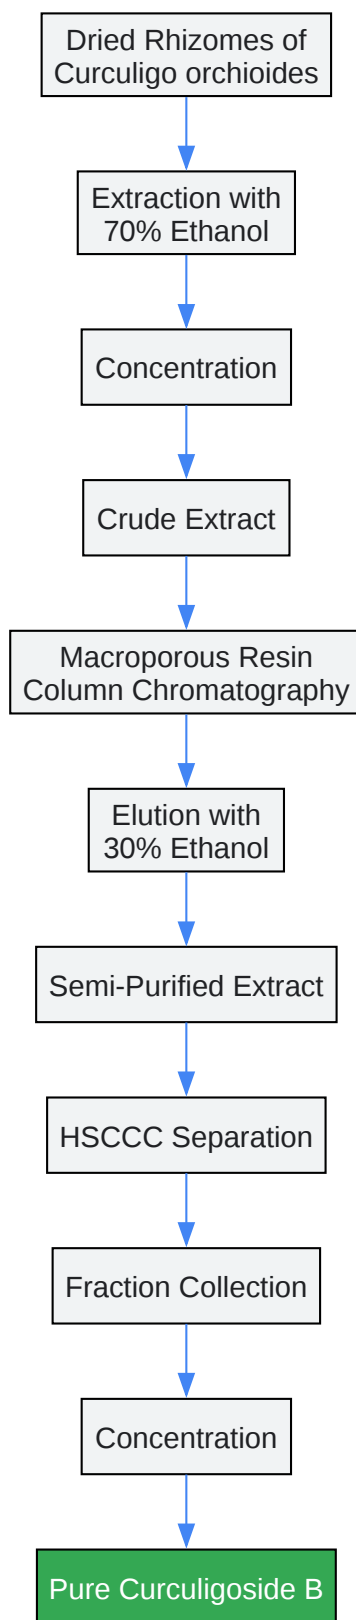 Dried Rhizomes of
Curculigo orchioides
Extraction with
70% Ethanol
Concentration
Crude Extract
Macroporous Resin
Column Chromatography
Elution with
30% Ethanol
Semi-Purified Extract
HSCCC Separation
Fraction Collection
Concentration
Pure Curculigoside B